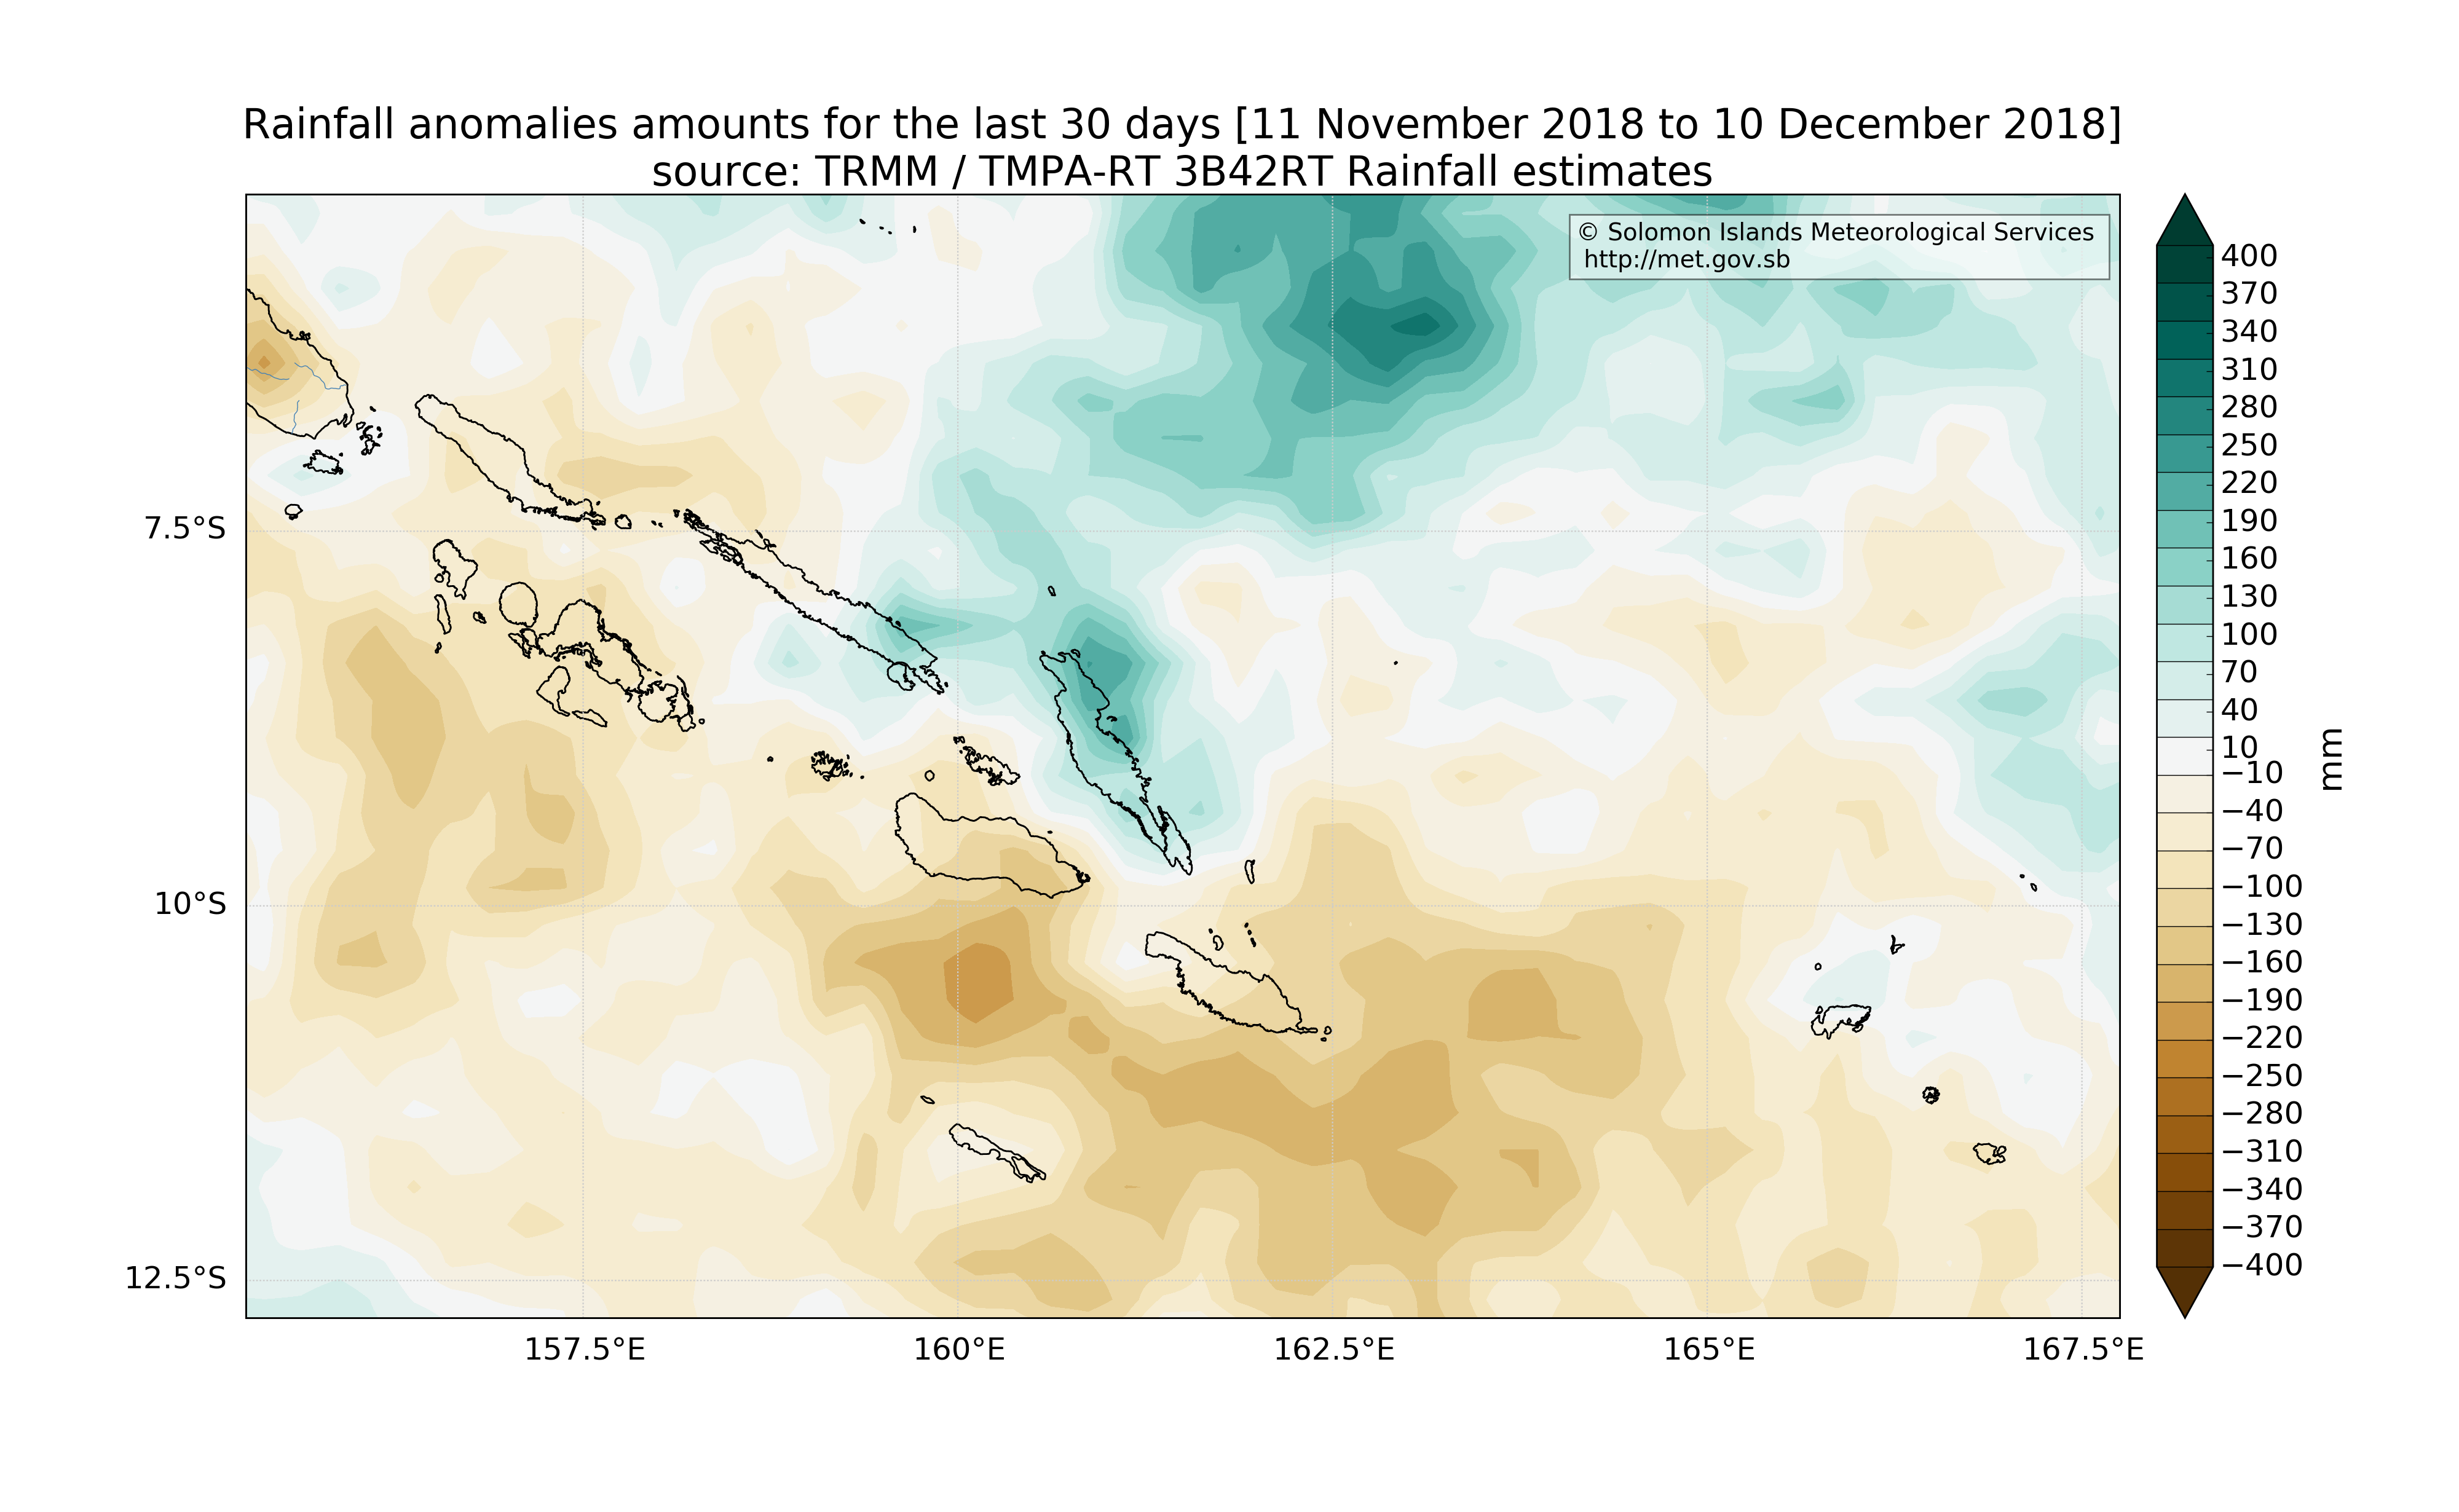 Rainfall anomalies amounts for the last 30 days [11 November 2018 to 10 December 2018]
source: TRMM / TMPA-RT 3B42RT Rainfall estimates
© Solomon Islands Meteorological Services
http://met.gov.sb
7.5°S
10°S
12.5°S
157.5°E
160°E
162.5°E
165°E
167.5°E
400
370
340
310
280
250
220
190
160
130
100
70
40
10
−10
−40
−70
−100
−130
−160
−190
−220
−250
−280
−310
−340
−370
−400
mm